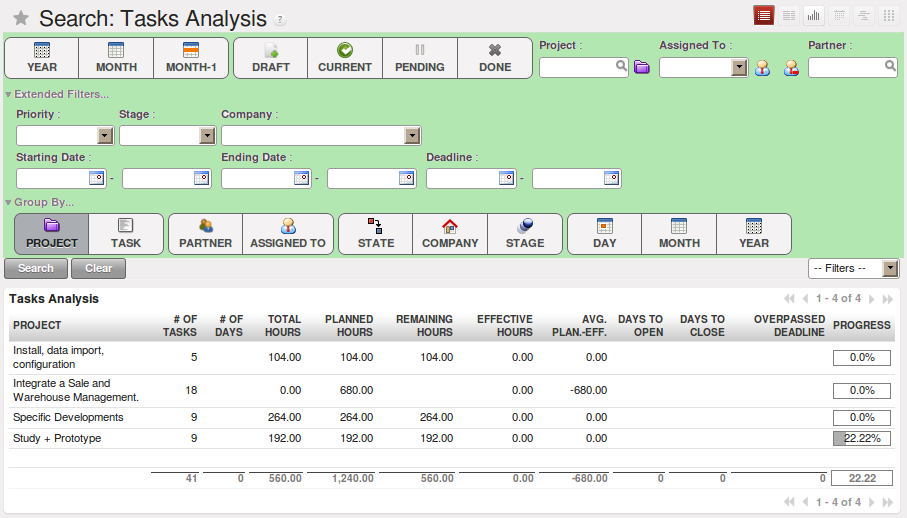 Search: Tasks Analysis ?
YEAR MONTH MONTH-1 DRAFT CURRENT PENDING DONE Project : Assigned To : Partner :
Extended Filters...
Priority : Stage : Company :
Starting Date : Ending Date : Deadline :
- - -
Group By...
PROJECT TASK PARTNER ASSIGNED TO STATE COMPANY STAGE DAY MONTH YEAR
Search Clear -- Filters --
Tasks Analysis 1 - 4 of 4
PROJECT # OF TASKS # OF DAYS TOTAL HOURS PLANNED HOURS REMAINING HOURS EFFECTIVE HOURS AVG. PLAN.-EFF. DAYS TO OPEN DAYS TO CLOSE OVERPASSED DEADLINE PROGRESS
Install, data import,
configuration 5 104.00 104.00 104.00 0.00 0.00 0.0%
Integrate a Sale and
Warehouse Management. 18 0.00 680.00 0.00 -680.00 0.0%
Specific Developments 9 264.00 264.00 264.00 0.00 0.00 0.0%
Study + Prototype 9 192.00 192.00 192.00 0.00 0.00 22.22%
41 0 560.00 1,240.00 560.00 0.00 -680.00 0 0 0 22.22
1 - 4 of 4